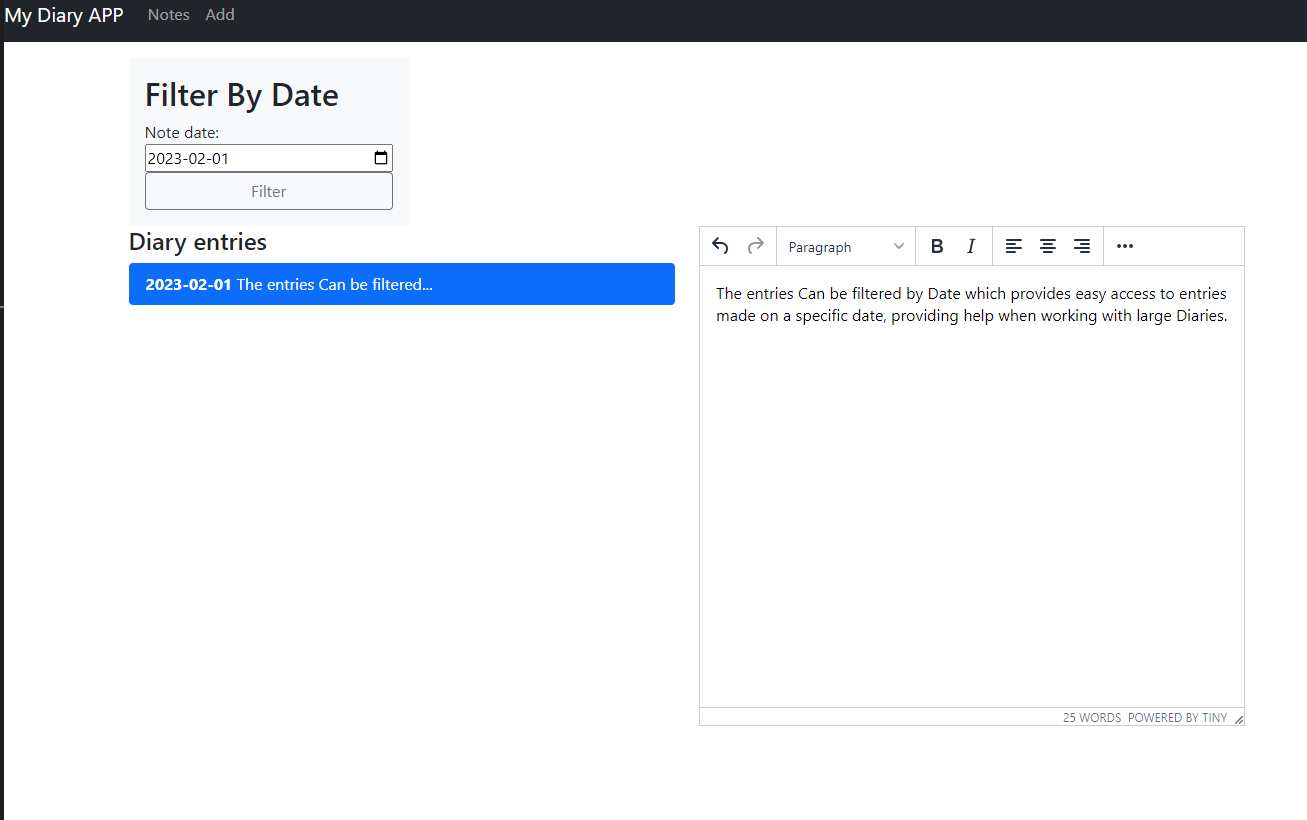 My Diary APP Notes Add
Filter By Date
Note date:
2023-02-01
Filter
Diary entries
2023-02-01 The entries Can be filtered...
Paragraph B I
The entries Can be filtered by Date which provides easy access to entries
made on a specific date, providing help when working with large Diaries.
25 WORDS POWERED BY TINY